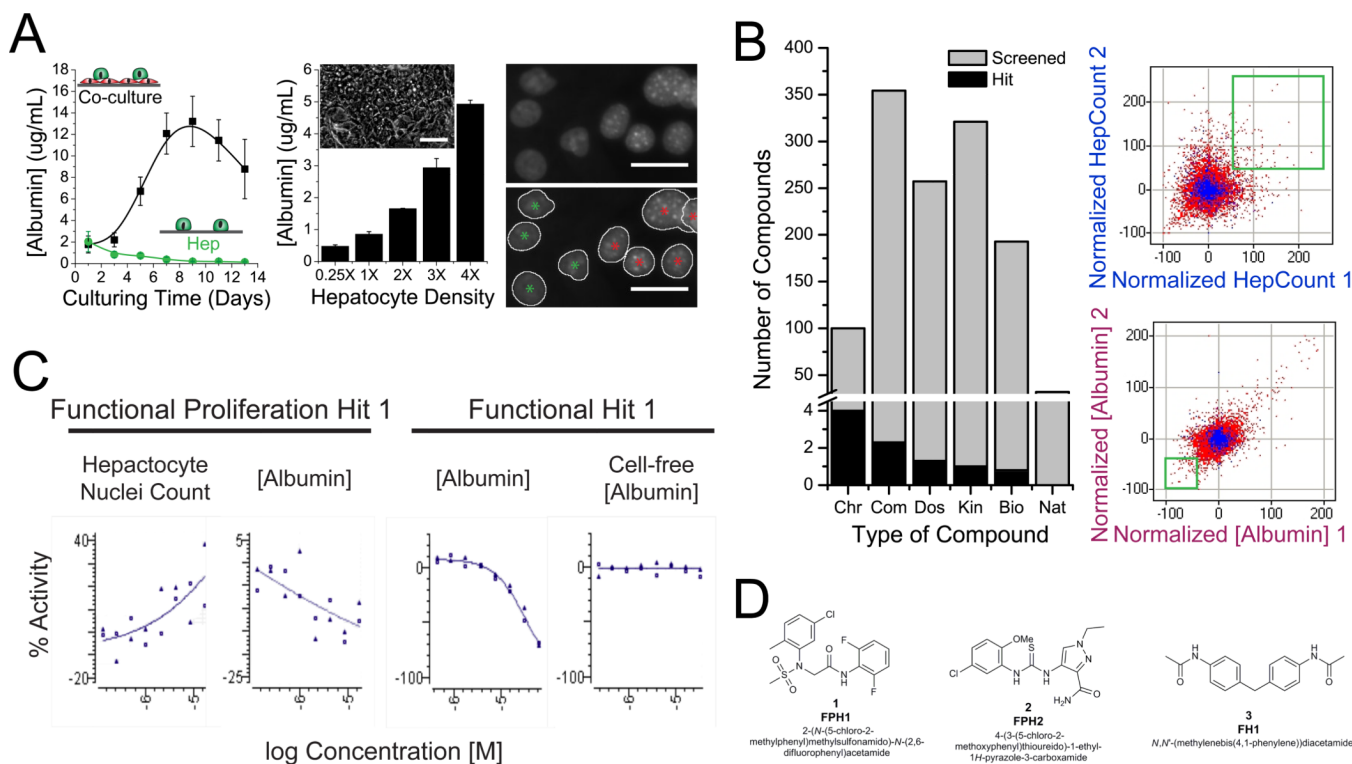 A
[Albumin] (ug/mL)
18
16
14
12
10
8
6
4
2
0
Co-culture
Hep
0 2 4 6 8 10 12 14
Culturing Time (Days)
[Albumin] (ug/mL)
6
5
4
3
2
1
0
0.25X 1X 2X 3X 4X
Hepatocyte Density
* * * * * * * * *
B
Number of Compounds
400
350
300
250
200
150
100
50
4
2
0
Screened
Hit
Chr Com Dos Kin Bio Nat
Type of Compound
Normalized HepCount 2
200
100
0
-100
0 100 200
Normalized HepCount 1
Normalized [Albumin] 2
200
100
0
-100
-100 0 100 200
Normalized [Albumin] 1
C
Functional Proliferation Hit 1
Functional Hit 1
Hepactocyte
Nuclei Count
[Albumin]
[Albumin]
Cell-free
[Albumin]
% Activity
40
-20
-6 -5
5
-25
-6 -5
0
-100
-6 -5
0
-100
-6 -5
log Concentration [M]
D
Cl
N
O
S
O
O
N
H
F
F
1
FPH1
2-(N-(5-chloro-2-
methylphenyl)methylsulfonamido)-N-(2,6-
difluorophenyl)acetamide
OMe
S
Cl
N
H
N
H
N
N
O
H2N
2
FPH2
4-(3-(5-chloro-2-
methoxyphenyl)thioureido)-1-ethyl-
1H-pyrazole-3-carboxamide
H
N
O
H
N
O
3
FH1
N,N'-(methylenebis(4,1-phenylene))diacetamide